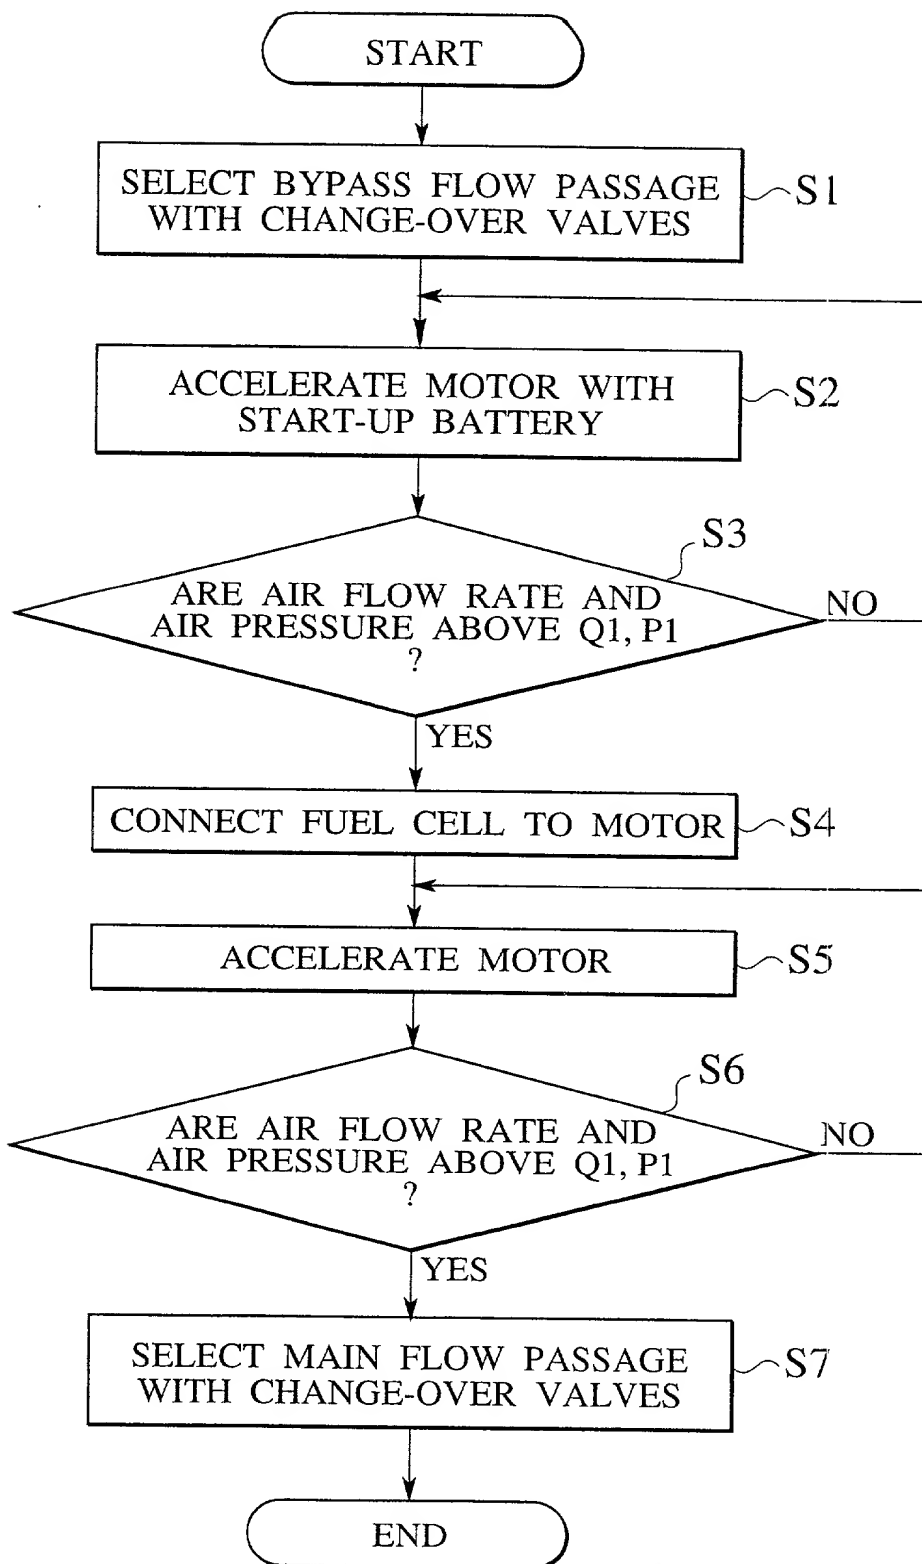 START
SELECT BYPASS FLOW PASSAGE
WITH CHANGE-OVER VALVES
S1
ACCELERATE MOTOR WITH
START-UP BATTERY
S2
S3
ARE AIR FLOW RATE AND
AIR PRESSURE ABOVE Q1, P1
?
NO
YES
CONNECT FUEL CELL TO MOTOR
S4
ACCELERATE MOTOR
S5
S6
ARE AIR FLOW RATE AND
AIR PRESSURE ABOVE Q1, P1
?
NO
YES
SELECT MAIN FLOW PASSAGE
WITH CHANGE-OVER VALVES
S7
END